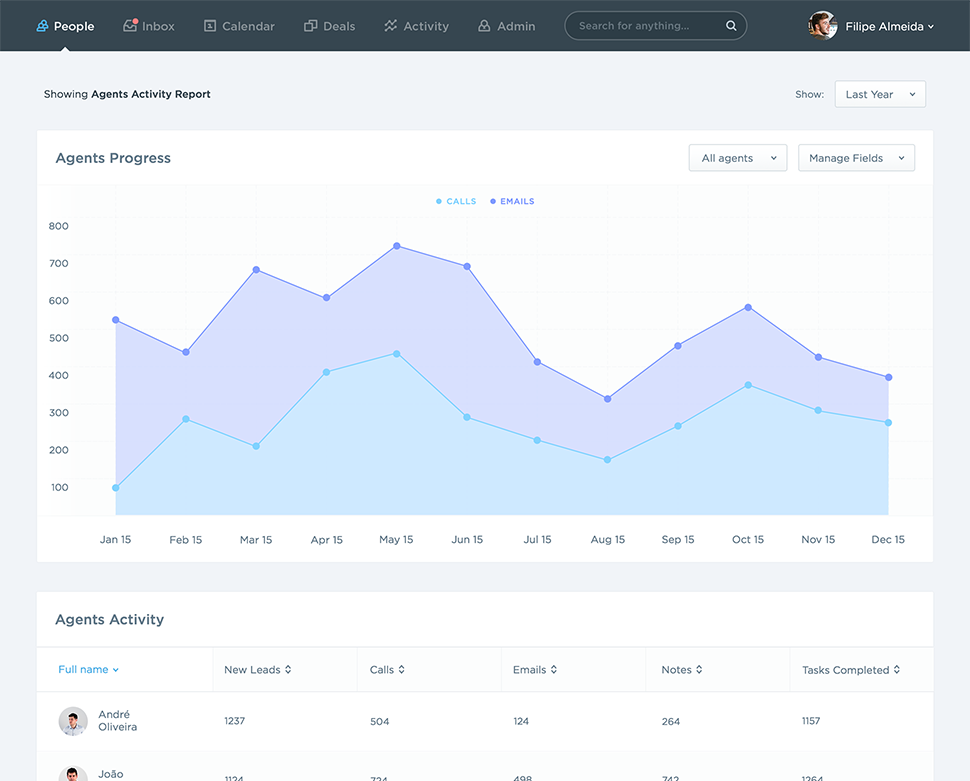 People Inbox Calendar Deals Activity Admin Search for anything... Filipe Almeida
Showing Agents Activity Report Show: Last Year
Agents Progress All agents Manage Fields
CALLS EMAILS
800
700
600
500
400
300
200
100
Jan 15 Feb 15 Mar 15 Apr 15 May 15 Jun 15 Jul 15 Aug 15 Sep 15 Oct 15 Nov 15 Dec 15
Agents Activity
Full name New Leads Calls Emails Notes Tasks Completed
André
Oliveira 1237 504 124 264 1157
João
1124 724 498 742 1264